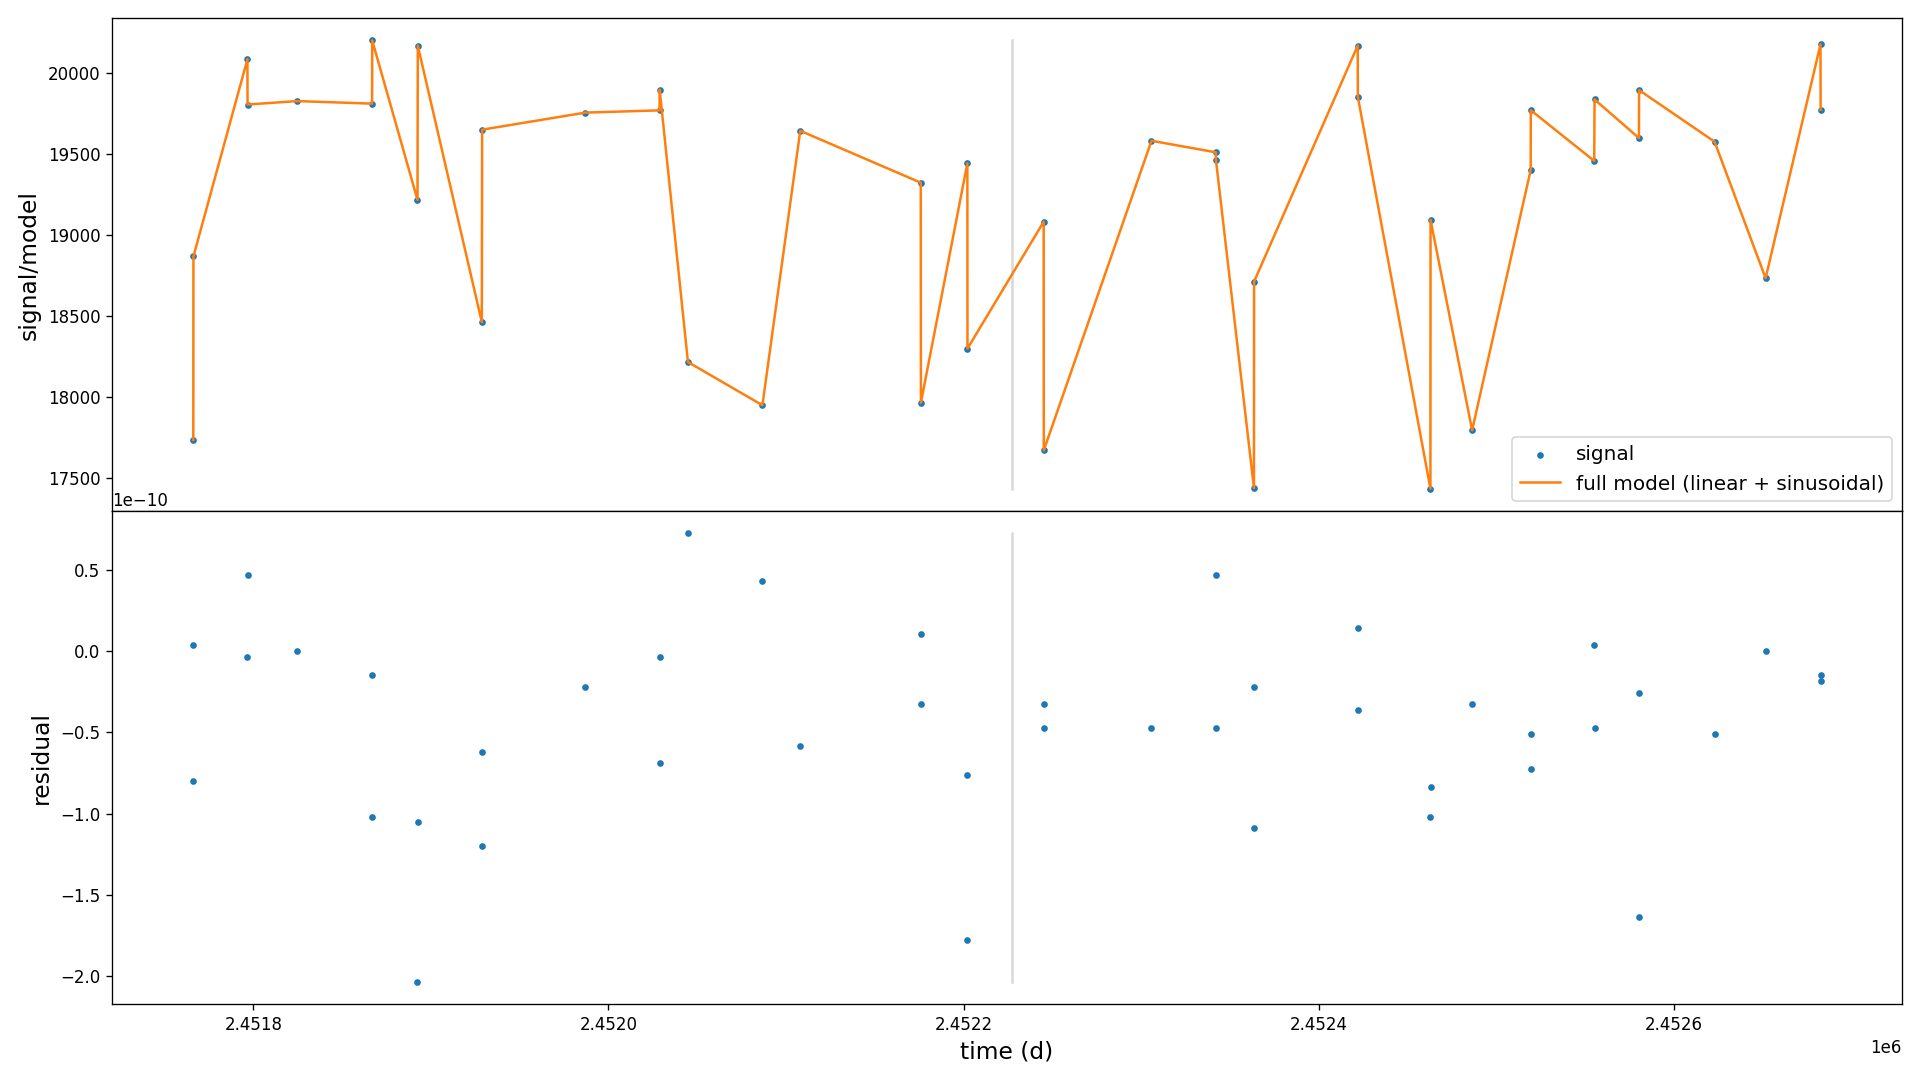 signal/model
20000
19500
19000
18500
18000
17500
signal
full model (linear + sinusoidal)
1e−10
residual
0.5
0.0
−0.5
−1.0
−1.5
−2.0
2.4518
2.4520
2.4522
2.4524
2.4526
1e6
time (d)